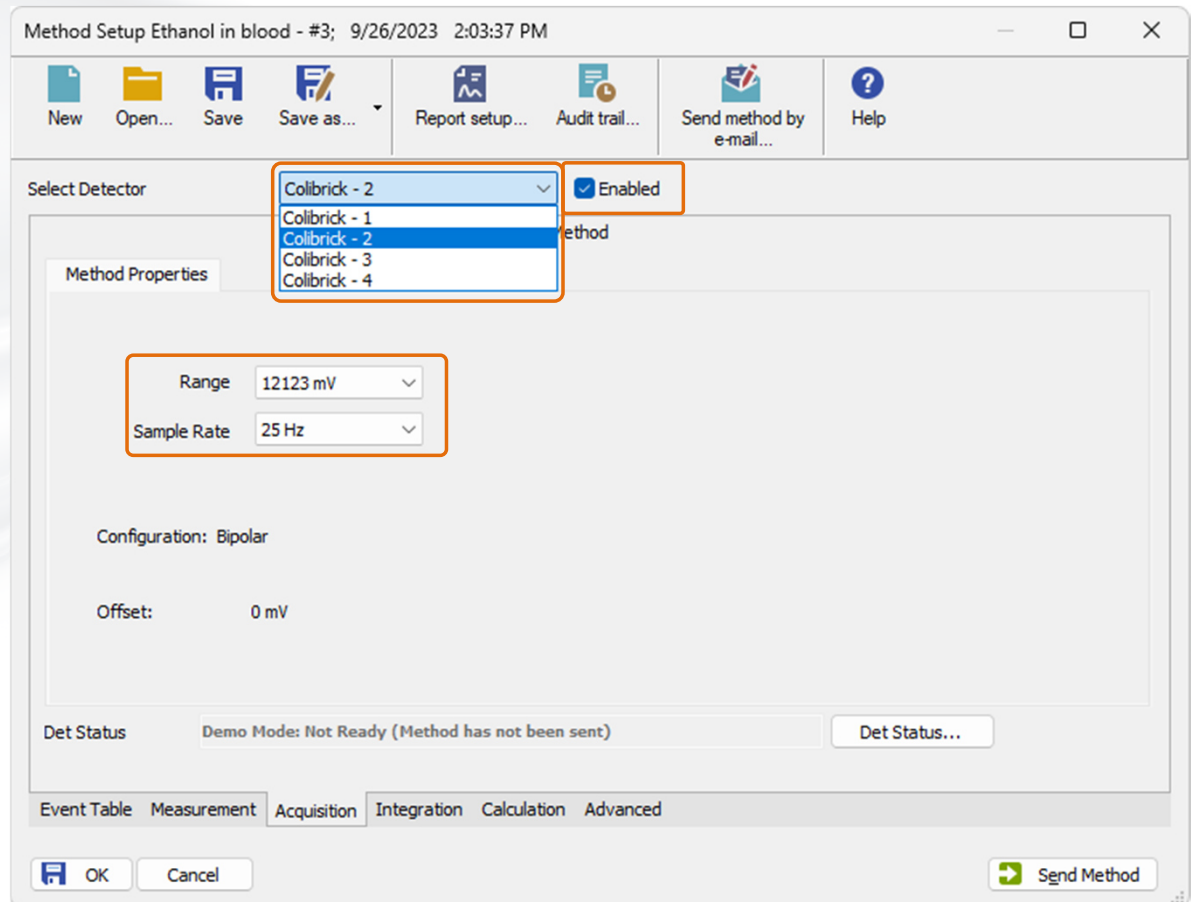 Method Setup Ethanol in blood - #3; 9/26/2023 2:03:37 PM
New Open... Save Save as... Report setup... Audit trail... Send method by e-mail... Help
Select Detector Colibrick - 2 Enabled
Colibrick - 1
Colibrick - 2
Colibrick - 3
Colibrick - 4
Method
Method Properties
Range 12123 mV
Sample Rate 25 Hz
Configuration: Bipolar
Offset: 0 mV
Det Status Demo Mode: Not Ready (Method has not been sent) Det Status...
Event Table Measurement Acquisition Integration Calculation Advanced
OK Cancel Send Method